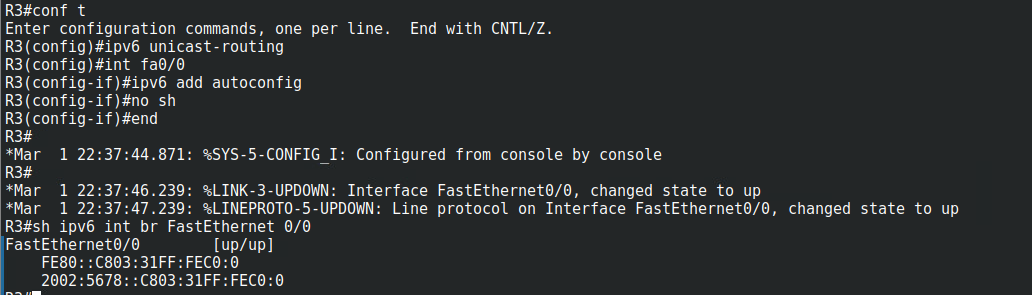 R3#conf t
Enter configuration commands, one per line.  End with CNTL/Z.
R3(config)#ipv6 unicast-routing
R3(config)#int fa0/0
R3(config-if)#ipv6 add autoconfig
R3(config-if)#no sh
R3(config-if)#end
R3#
*Mar  1 22:37:44.871: %SYS-5-CONFIG_I: Configured from console by console
R3#
*Mar  1 22:37:46.239: %LINK-3-UPDOWN: Interface FastEthernet0/0, changed state to up
*Mar  1 22:37:47.239: %LINEPROTO-5-UPDOWN: Line protocol on Interface FastEthernet0/0, changed state to up
R3#sh ipv6 int br FastEthernet 0/0
FastEthernet0/0        [up/up]
    FE80::C803:31FF:FEC0:0
    2002:5678::C803:31FF:FEC0:0
R3#